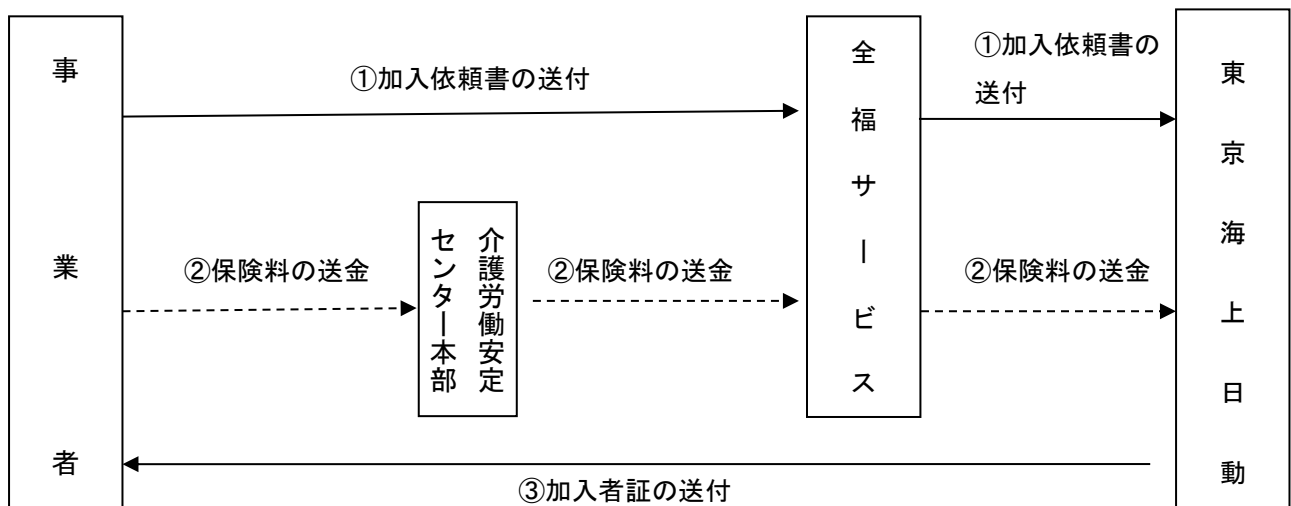 事業者
①加入依頼書の送付
②保険料の送金
介護労働安定
センター本部
②保険料の送金
全福サービス
①加入依頼書の
送付
②保険料の送金
東京海上日動
③加入者証の送付